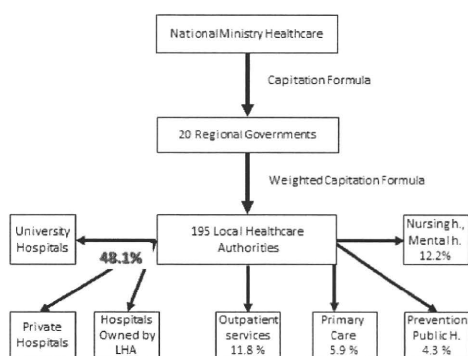 National Ministry Healthcare
Capitation Formula
20 Regional Governments
Weighted Capitation Formula
University
Hospitals
195 Local Healthcare
Authorities
Nursing h.,
Mental h.
12.2%
48.1%
Private
Hospitals
Hospitals
Owned by
LHA
Outpatient
services
11.8 %
Primary
Care
5.9 %
Prevention
Public H.
4.3 %